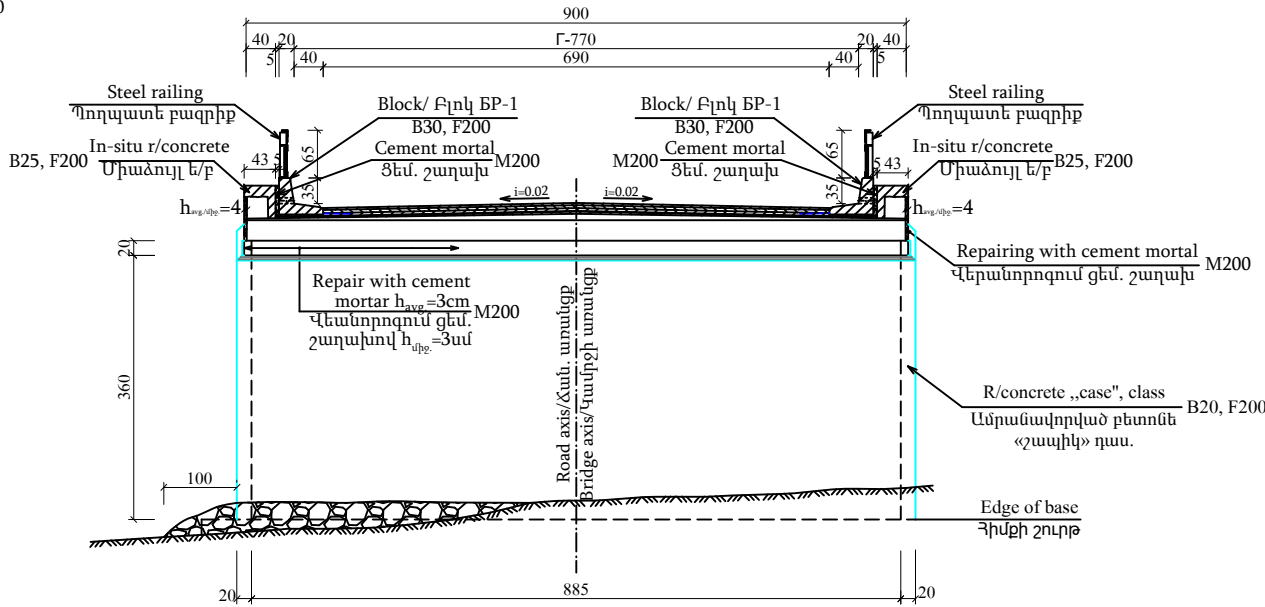 900
40
20
Г-770
20
40
5
40
690
40
5
Steel railing
Պողպատե բազրիք
Block/ Բլոկ БР-1
B30, F200
Block/ Բլոկ БР-1
B30, F200
Steel railing
Պողպատե բազրիք
In-situ r/concrete
B25, F200
Միաձույլ ե/բ
Cement mortal
M200
Ցեմ. շաղախ
Cement mortal
M200
Ցեմ. շաղախ
In-situ r/concrete
B25, F200
Միաձույլ ե/բ
43
5
65
35
65
35
5
43
i=0.02
i=0.02
havg./միջ.=4
havg./միջ.=4
20
Repair with cement
mortar havg.=3cm
M200
Վեանորոգում ցեմ.
շաղախով hմիջ.=3սմ
Repairing with cement mortal
M200
Վերանորոգում ցեմ. շաղախ
Road axis/Ճան. առանցք
Bridge axis/Կամրջի առանցք
360
R/concrete ,,case", class
B20, F200
Ամրանավորված բետոնե
«շապիկ» դաս.
100
Edge of base
Հիմքի շուրթ
20
885
20